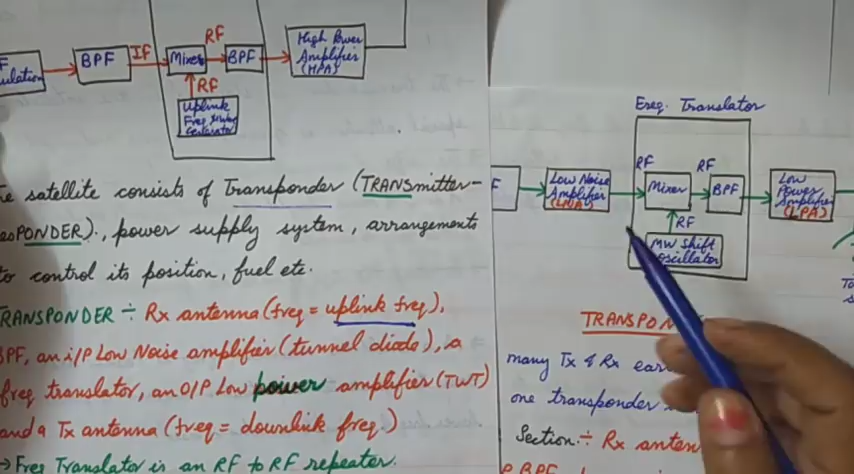 BPF
IF
Mixer
RF
BPF
RF
Uplink
High Power
Amplifier
(HPA)
satellite consists of Transponder (TRANSmitter-
PONDER)., power supply system, arrangements
to control its position, fuel etc.
TRANSPONDER ÷ Rx antenna (freq = uplink freq),
BPF, an i/p Low Noise amplifier (tunnel diode), a
freq translator, an O/P Low power amplifier (TWT)
and a Tx antenna (freq = downlink freq)
→ Freq Translator is an RF to RF repeater.
Freq. Translator
F
Low Noise
Amplifier
(LNA)
RF
Mixer
RF
BPF
RF
MW Shift
oscillator
Low
Power
Amplifier
(LPA)
To
TRANSPON
many Tx & Rx ear
one transponder
Section ÷ Rx anten
BPF